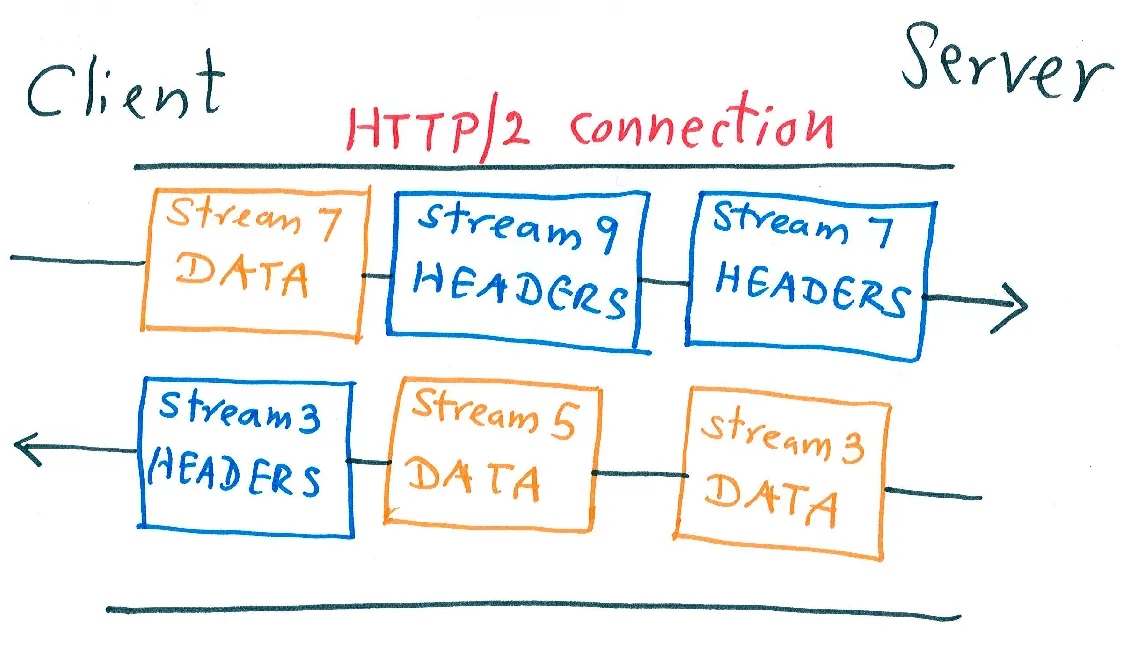 Client
Server
HTTP/2 connection
Stream 7
DATA
Stream 9
HEADERS
Stream 7
HEADERS
Stream 3
HEADERS
Stream 5
DATA
Stream 3
DATA